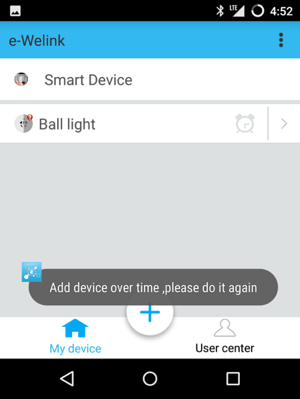 LTE 4:52
e-Welink
Smart Device
Ball light
Add device over time ,please do it again
My device
User center